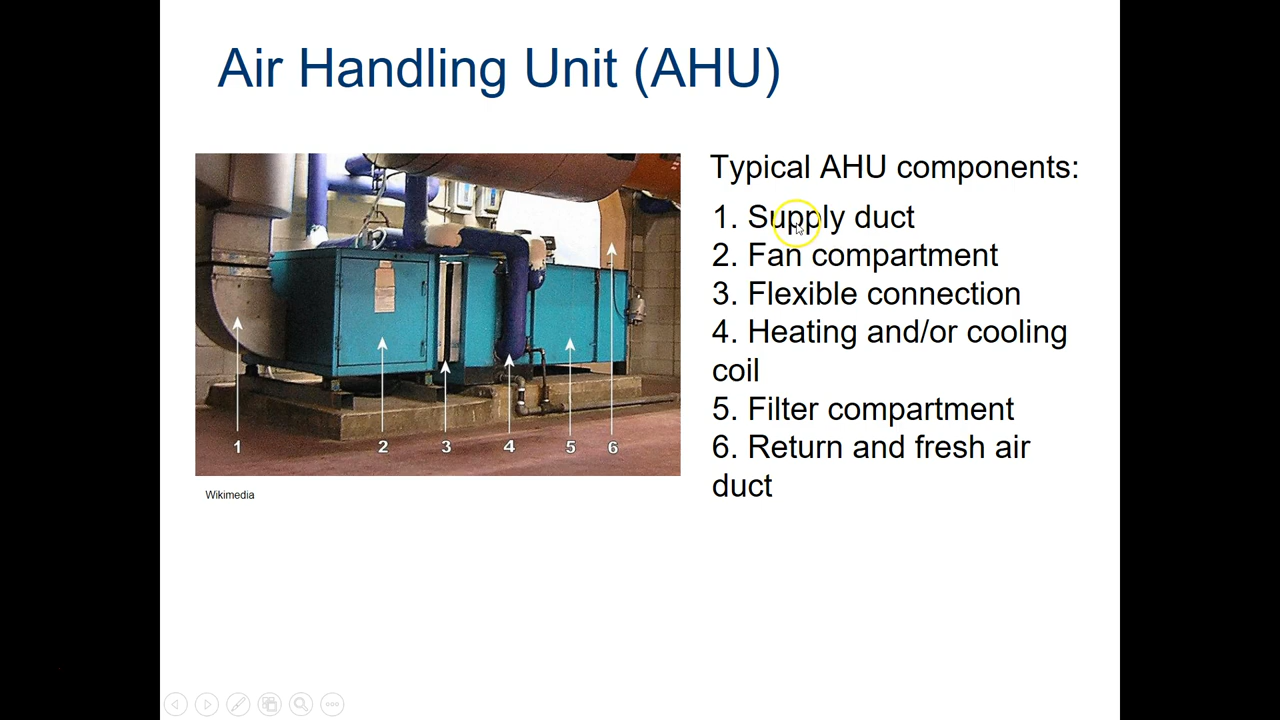 Air Handling Unit (AHU)
Typical AHU components:
1. Supply duct
2. Fan compartment
3. Flexible connection
4. Heating and/or cooling
coil
5. Filter compartment
6. Return and fresh air
duct
1 2 3 4 5 6
Wikimedia